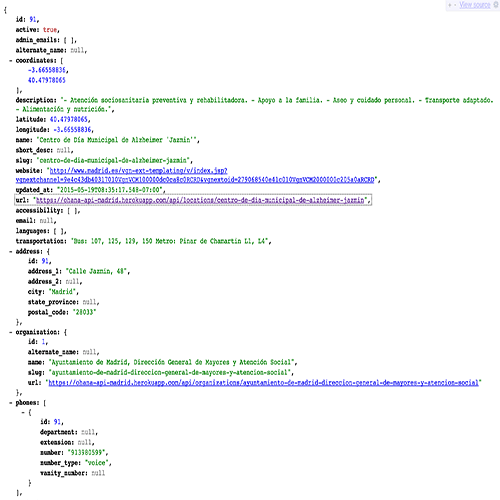 + - View source
{
id: 91,
active: true,
admin_emails: [ ],
alternate_name: null,
- coordinates: [
-3.66558836,
40.47978065
],
description: "- Atención sociosanitaria preventiva y rehabilitadora. - Apoyo a la familia. - Aseo y cuidado personal. - Transporte adaptado.
- Alimentación y nutrición.",
latitude: 40.47978065,
longitude: -3.66558836,
name: "Centro de Día Municipal de Alzheimer 'Jazmín'",
short_desc: null,
slug: "centro-de-dia-municipal-de-alzheimer-jazmin",
website: "http://www.madrid.es/vgn-ext-templating/v/index.jsp?
vgnextchannel=9e4c43db40317010VgnVCM100000dc0ca8c0RCRD&vgnextoid=279068540e41c010VgnVCM2000000c205a0aRCRD"
updated_at: "2015-05-19T08:35:17.548-07:00",
url: "https://ohana-api-madrid.herokuapp.com/api/locations/centro-de-dia-municipal-de-alzheimer-jazmin",
accessibility: [ ],
email: null,
languages: [ ],
transportation: "Bus: 107, 125, 129, 150 Metro: Pinar de Chamartín L1, L4",
- address: {
id: 91,
address_1: "Calle Jazmín, 48",
address_2: null,
city: "Madrid",
state_province: null,
postal_code: "28033"
},
- organization: {
id: 1,
alternate_name: null,
name: "Ayuntamiento de Madrid, Dirección General de Mayores y Atención Social",
slug: "ayuntamiento-de-madrid-direccion-general-de-mayores-y-atencion-social",
url: "https://ohana-api-madrid.herokuapp.com/api/organizations/ayuntamiento-de-madrid-direccion-general-de-mayores-y-atencion-social"
},
- phones: [
- {
id: 91,
department: null,
extension: null,
number: "913980599",
number_type: "voice",
vanity_number: null
}
],